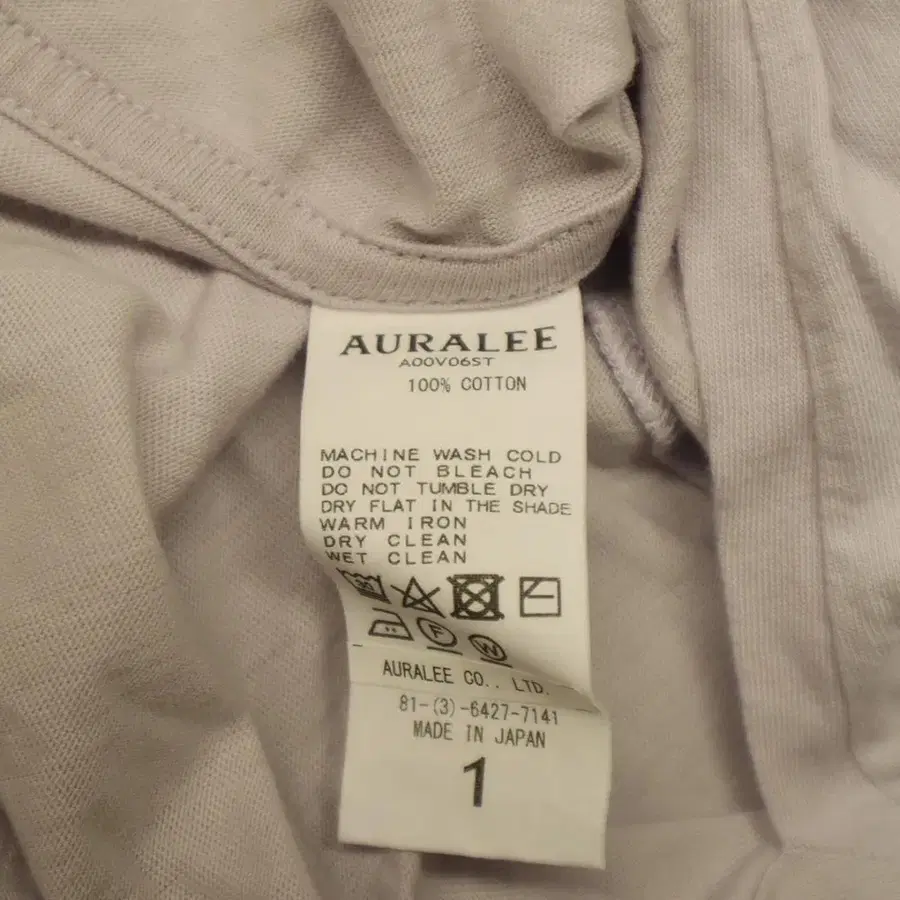 AURALEE
A00V06ST
100% COTTON
MACHINE WASH COLD
DO NOT BLEACH
DO NOT TUMBLE DRY
DRY FLAT IN THE SHADE
WARM IRON
DRY CLEAN
WET CLEAN
30
F W
AURALEE CO., LTD.
81-(3)-6427-7141
MADE IN JAPAN
1